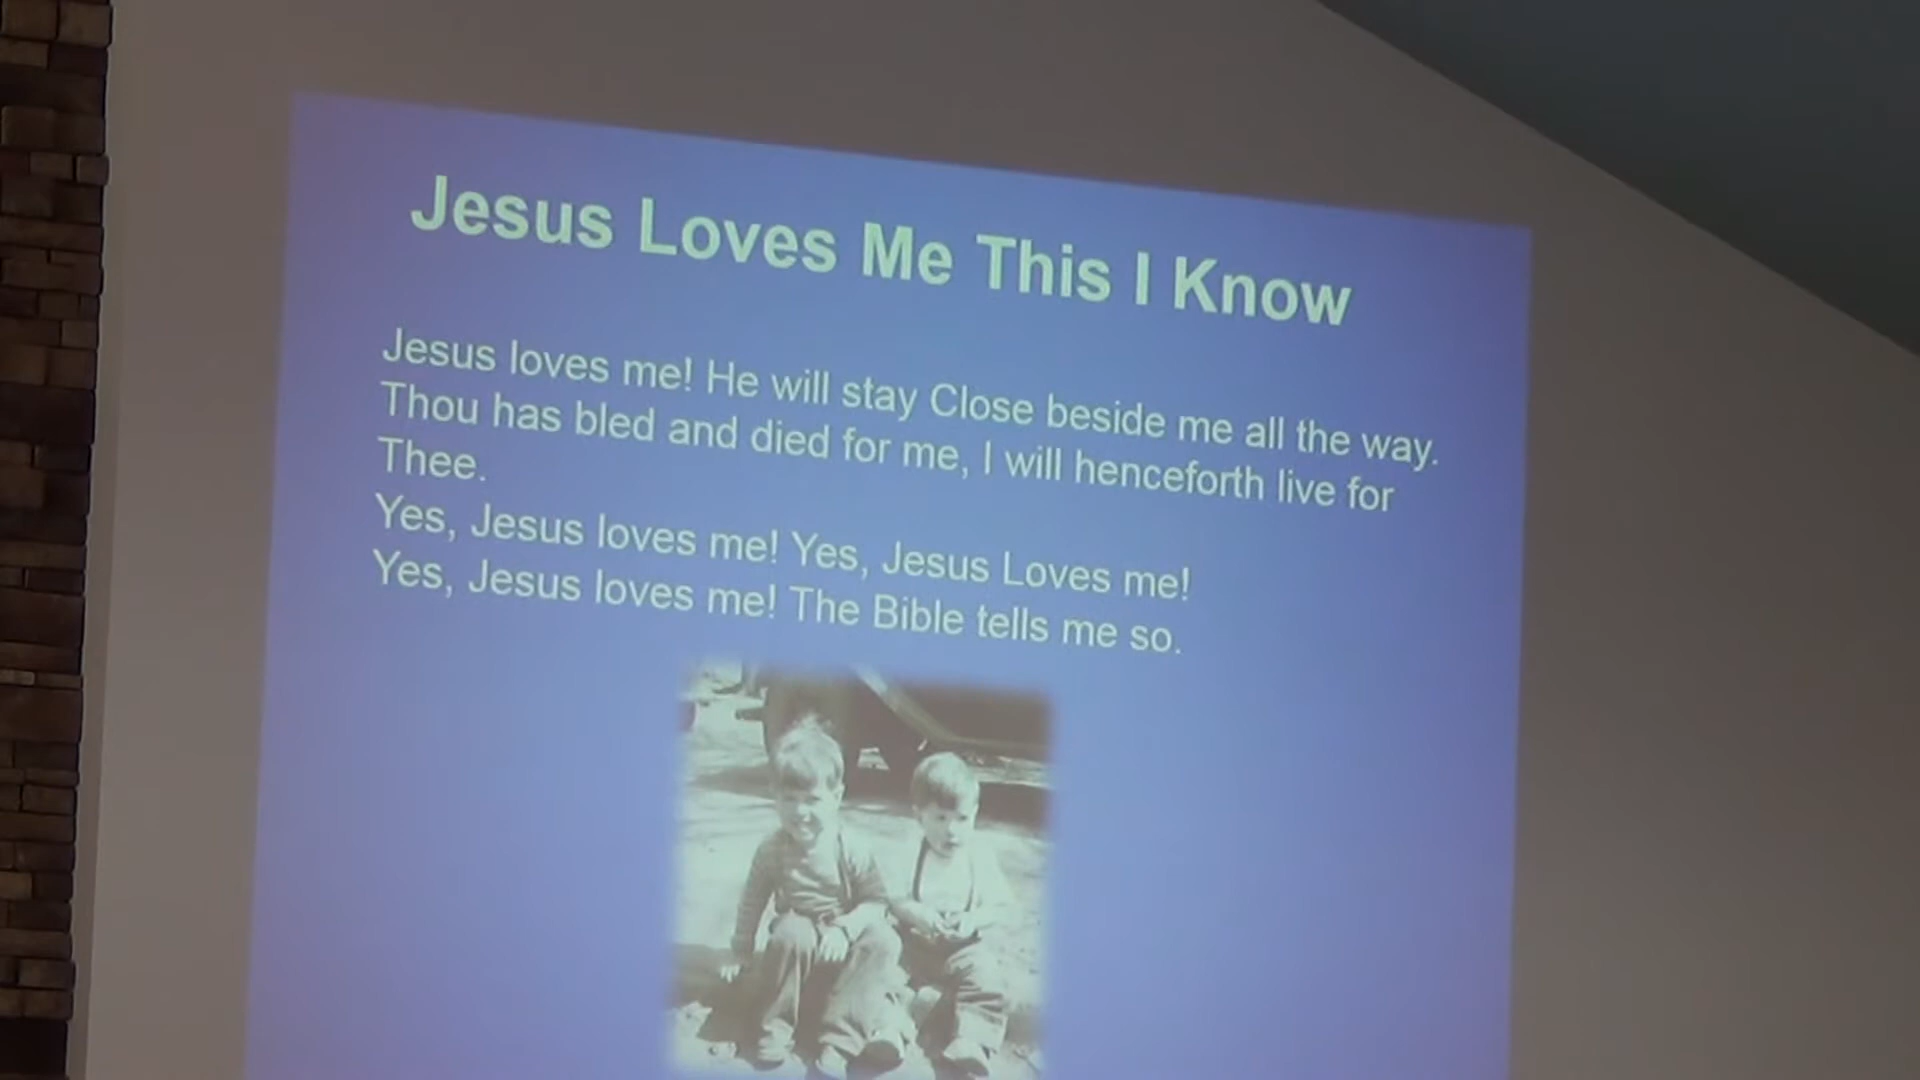 Jesus Loves Me This I Know
Jesus loves me! He will stay Close beside me all the way.
Thou has bled and died for me, I will henceforth live for
Thee.
Yes, Jesus loves me! Yes, Jesus Loves me!
Yes, Jesus loves me! The Bible tells me so.